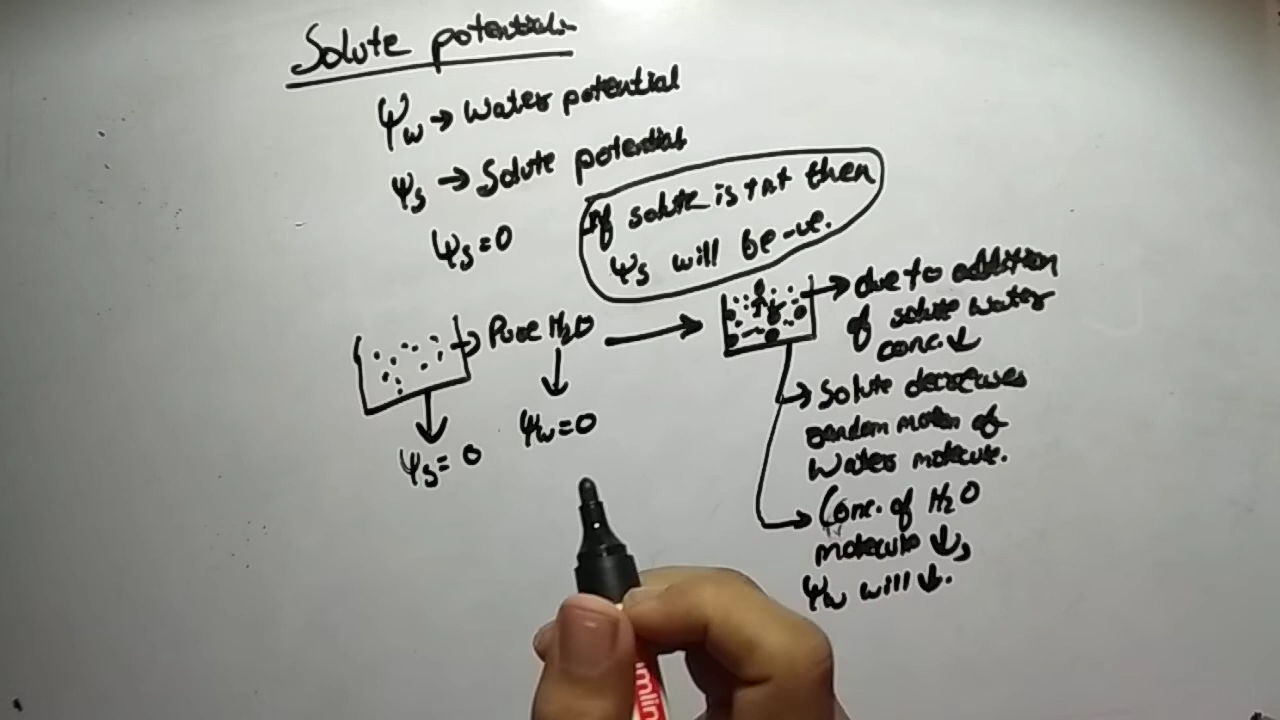 Solute potential
Ψw → Water potential
Ψs → Solute potential
Ψs = 0
If solute is then
Ψs will be -ve.
Pure H2O
Ψs = 0
Ψw = 0
due to addition
of solute water
conc. ↓
Solute decreases
random motion of
water molecule.
Conc. of H2O
molecule ↓,
Ψw will ↓.
mlin